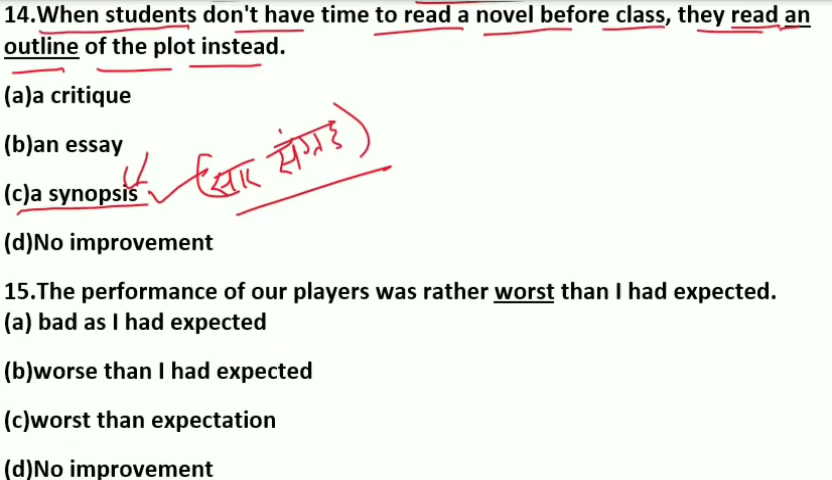 14.When students don't have time to read a novel before class, they read an
outline of the plot instead.
(a)a critique
(b)an essay
(c)a synopsis
(d)No improvement
15.The performance of our players was rather worst than I had expected.
(a) bad as I had expected
(b)worse than I had expected
(c)worst than expectation
(d)No improvement